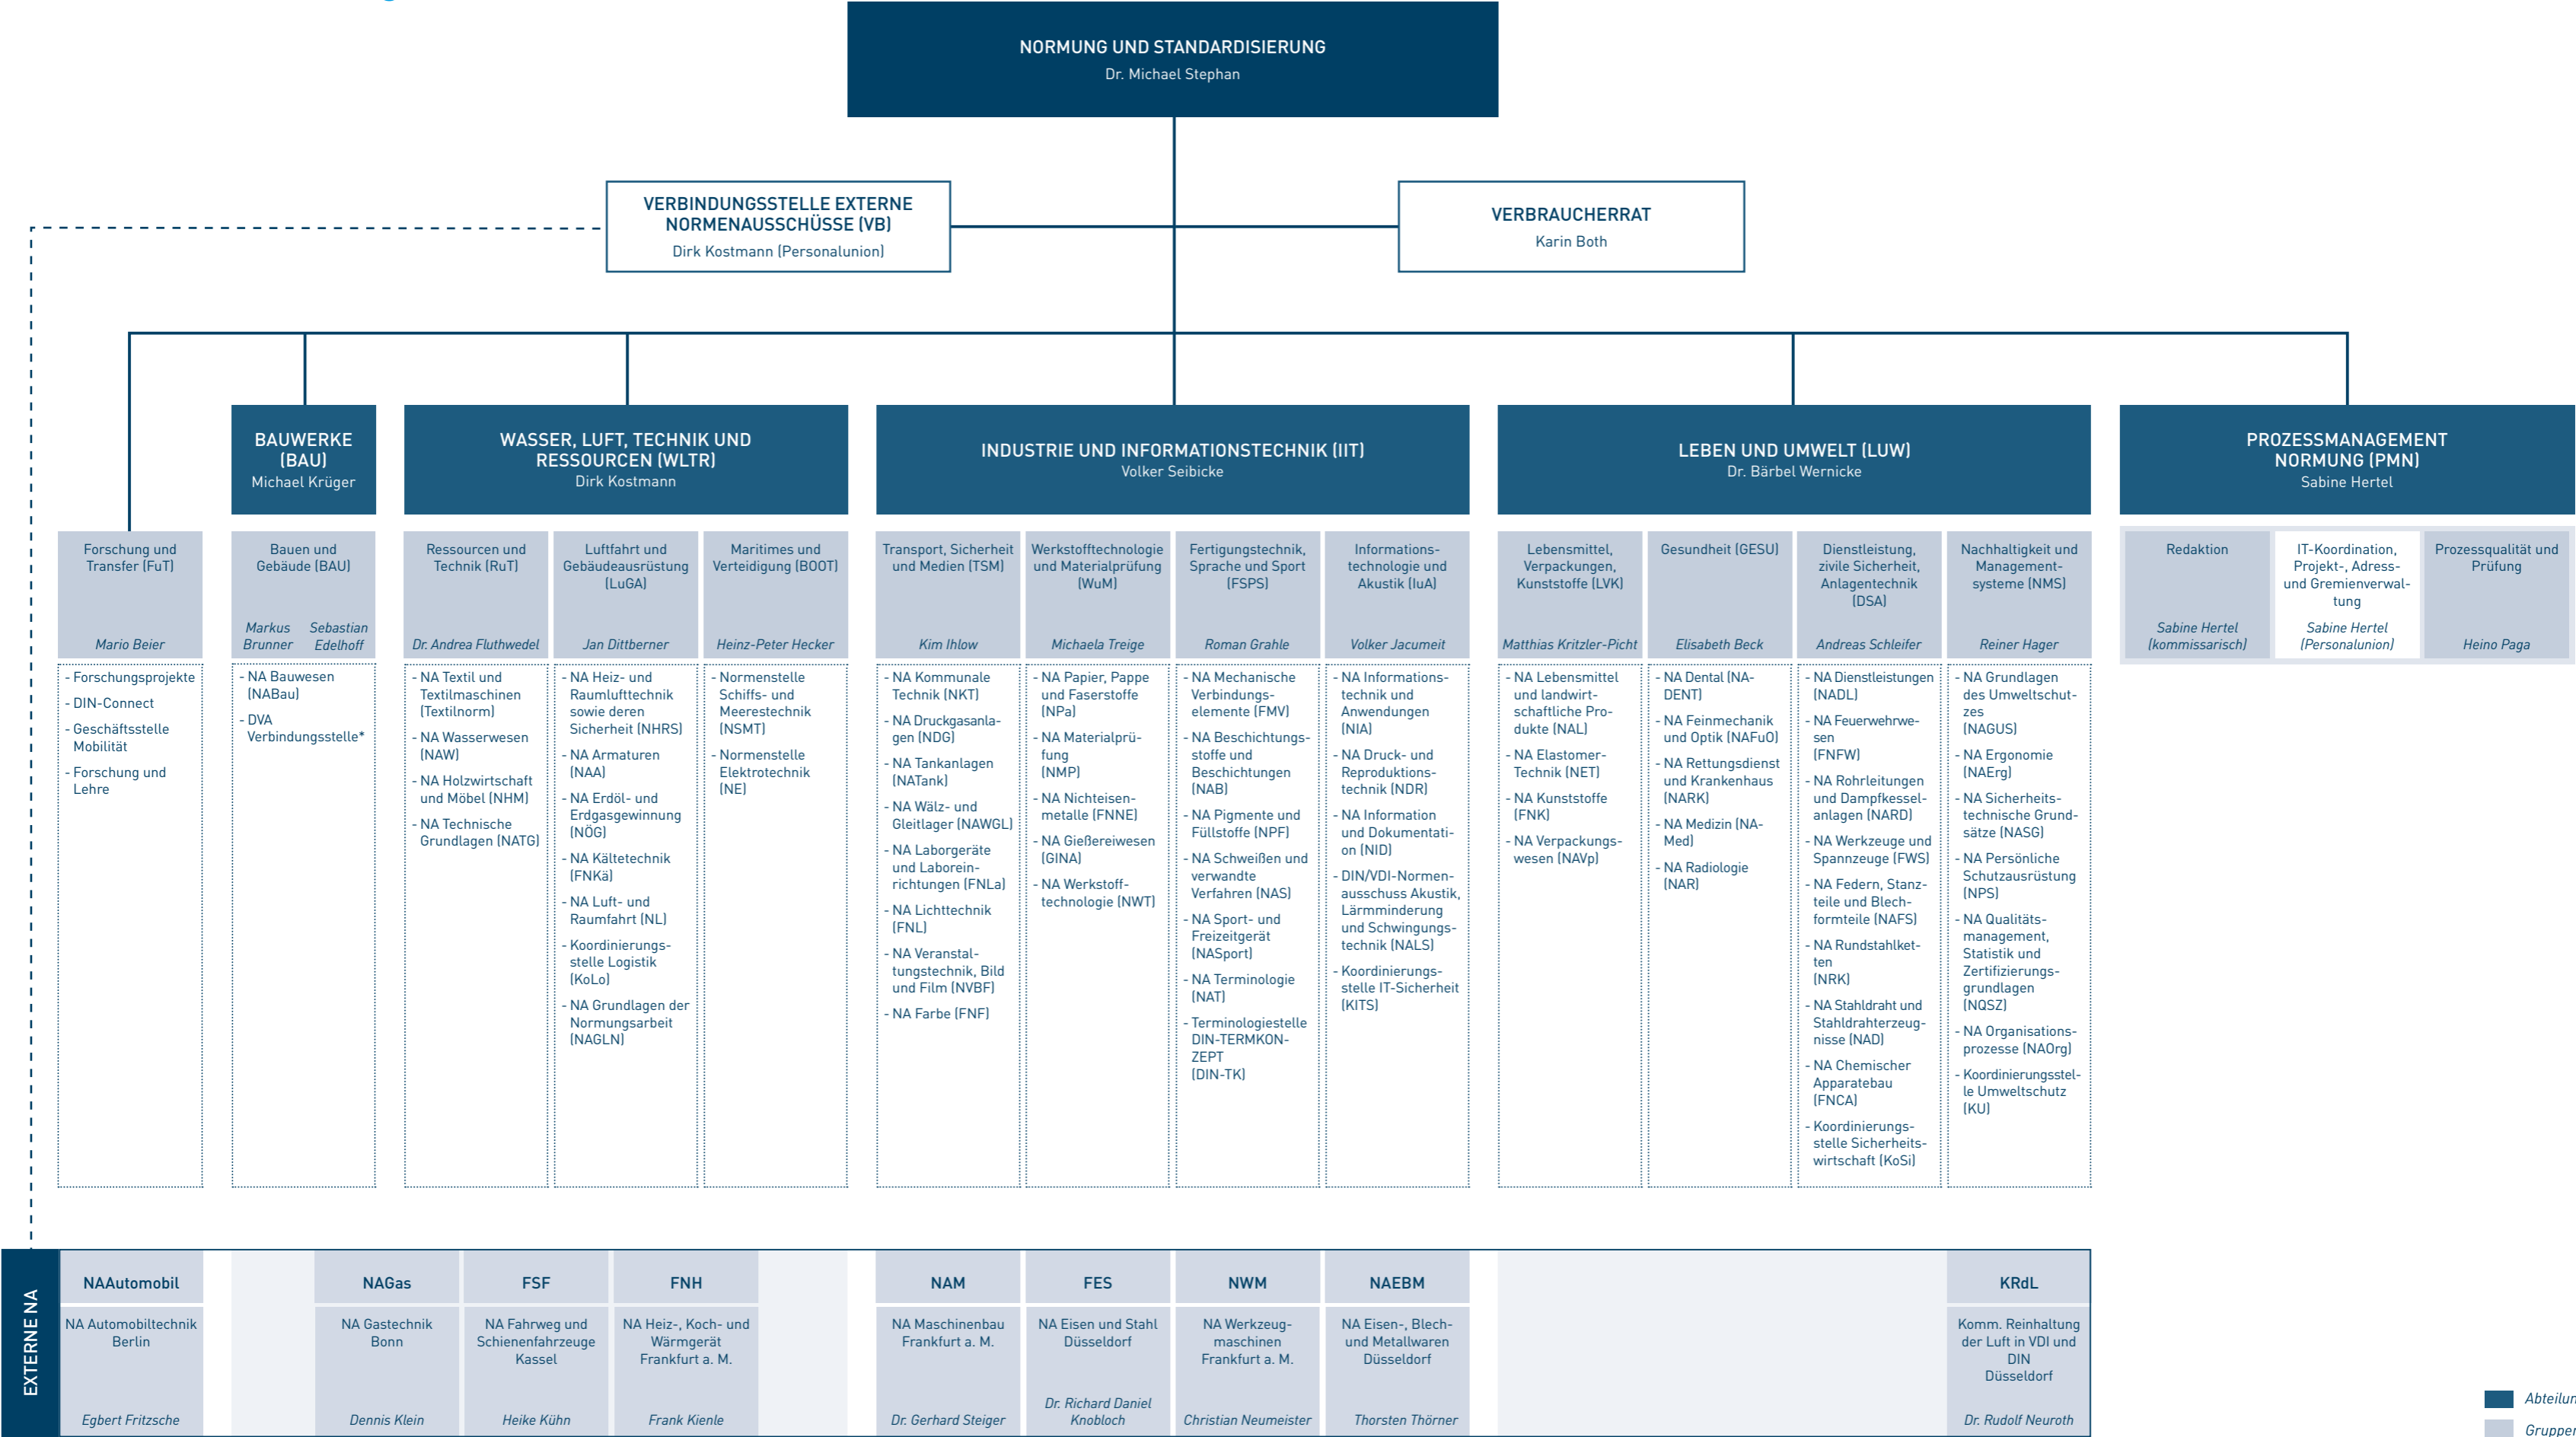 NORMUNG UND STANDARDISIERUNG
Dr. Michael Stephan
VERBINDUNGSSTELLE EXTERNE
NORMENAUSSCHÜSSE (VB)
Dirk Kostmann (Personalunion)
VERBRAUCHERRAT
Karin Both
BAUWERKE
(BAU)
Michael Krüger
WASSER, LUFT, TECHNIK UND
RESSOURCEN (WLTR)
Dirk Kostmann
INDUSTRIE UND INFORMATIONSTECHNIK (IIT)
Volker Seibicke
LEBEN UND UMWELT (LUW)
Dr. Bärbel Wernicke
PROZESSMANAGEMENT
NORMUNG (PMN)
Sabine Hertel
Forschung und
Transfer (FuT)
Mario Beier
- Forschungsprojekte
- DIN-Connect
- Geschäftsstelle
Mobilität
- Forschung und
Lehre
Bauen und
Gebäude (BAU)
Markus
Brunner
Sebastian
Edelhoff
- NA Bauwesen
(NABau)
- DVA
Verbindungsstelle*
Ressourcen und
Technik (RuT)
Dr. Andrea Fluthwedel
- NA Textil und
Textilmaschinen
(Textilnorm)
- NA Wasserwesen
(NAW)
- NA Holzwirtschaft
und Möbel (NHM)
- NA Technische
Grundlagen (NATG)
Luftfahrt und
Gebäudeausrüstung
(LuGA)
Jan Dittberner
- NA Heiz- und
Raumlufttechnik
sowie deren
Sicherheit (NHRS)
- NA Armaturen
(NAA)
- NA Erdöl- und
Erdgasgewinnung
(NÖG)
- NA Kältetechnik
(FNKä)
- NA Luft- und
Raumfahrt (NL)
- Koordinierungs-
stelle Logistik
(KoLo)
- NA Grundlagen der
Normungsarbeit
(NAGLN)
Maritimes und
Verteidigung (BOOT)
Heinz-Peter Hecker
- Normenstelle
Schiffs- und
Meerestechnik
(NSMT)
- Normenstelle
Elektrotechnik
(NE)
Transport, Sicherheit
und Medien (TSM)
Kim Ihlow
- NA Kommunale
Technik (NKT)
- NA Druckgasanla-
gen (NDG)
- NA Tankanlagen
(NATank)
- NA Wälz- und
Gleitlager (NAWGL)
- NA Laborgeräte
und Laborein-
richtungen (FNLa)
- NA Lichttechnik
(FNL)
- NA Veranstal-
tungstechnik, Bild
und Film (NVBF)
- NA Farbe (FNF)
Werkstofftechnologie
und Materialprüfung
(WuM)
Michaela Treige
- NA Papier, Pappe
und Faserstoffe
(NPa)
- NA Materialprü-
fung
(NMP)
- NA Nichteisen-
metalle (FNNE)
- NA Gießereiwesen
(GINA)
- NA Werkstoff-
technologie (NWT)
Fertigungstechnik,
Sprache und Sport
(FSPS)
Roman Grahle
- NA Mechanische
Verbindungs-
elemente (FMV)
- NA Beschichtungs-
stoffe und
Beschichtungen
(NAB)
- NA Pigmente und
Füllstoffe (NPF)
- NA Schweißen und
verwandte
Verfahren (NAS)
- NA Sport- und
Freizeitgerät
(NASport)
- NA Terminologie
(NAT)
- Terminologiestelle
DIN-TERMKON-
ZEPT
(DIN-TK)
Informations-
technologie und
Akustik (IuA)
Volker Jacumeit
- NA Informations-
technik und
Anwendungen
(NIA)
- NA Druck- und
Reproduktions-
technik (NDR)
- NA Information
und Dokumentati-
on (NID)
- DIN/VDI-Normen-
ausschuss Akustik,
Lärmminderung
und Schwingungs-
technik (NALS)
- Koordinierungs-
stelle IT-Sicherheit
(KITS)
Lebensmittel,
Verpackungen,
Kunststoffe (LVK)
Matthias Kritzler-Picht
- NA Lebensmittel
und landwirt-
schaftliche Pro-
dukte (NAL)
- NA Elastomer-
Technik (NET)
- NA Kunststoffe
(FNK)
- NA Verpackungs-
wesen (NAVp)
Gesundheit (GESU)
Elisabeth Beck
- NA Dental (NA-
DENT)
- NA Feinmechanik
und Optik (NAFuO)
- NA Rettungsdienst
und Krankenhaus
(NARK)
- NA Medizin (NA-
Med)
- NA Radiologie
(NAR)
Dienstleistung,
zivile Sicherheit,
Anlagentechnik
(DSA)
Andreas Schleifer
- NA Dienstleistungen
(NADL)
- NA Feuerwehrwe-
sen
(FNFW)
- NA Rohrleitungen
und Dampfkessel-
anlagen (NARD)
- NA Werkzeuge und
Spannzeuge (FWS)
- NA Federn, Stanz-
teile und Blech-
formteile (NAFS)
- NA Rundstahlket-
ten
(NRK)
- NA Stahldraht und
Stahldrahterzeug-
nisse (NAD)
- NA Chemischer
Apparatebau
(FNCA)
- Koordinierungs-
stelle Sicherheits-
wirtschaft (KoSi)
Nachhaltigkeit und
Management-
systeme (NMS)
Reiner Hager
- NA Grundlagen
des Umweltschut-
zes
(NAGUS)
- NA Ergonomie
(NAErg)
- NA Sicherheits-
technische Grund-
sätze (NASG)
- NA Persönliche
Schutzausrüstung
(NPS)
- NA Qualitäts-
management,
Statistik und
Zertifizierungs-
grundlagen
(NQSZ)
- NA Organisations-
prozesse (NAOrg)
- Koordinierungsstel-
le Umweltschutz
(KU)
Redaktion
Sabine Hertel
(kommissarisch)
IT-Koordination,
Projekt-, Adress-
und Gremienverwal-
tung
Sabine Hertel
(Personalunion)
Prozessqualität und
Prüfung
Heino Paga
EXTERNE NA
NAAutomobil
NA Automobiltechnik
Berlin
Egbert Fritzsche
NAGas
NA Gastechnik
Bonn
Dennis Klein
FSF
NA Fahrweg und
Schienenfahrzeuge
Kassel
Heike Kühn
FNH
NA Heiz-, Koch- und
Wärmgerät
Frankfurt a. M.
Frank Kienle
NAM
NA Maschinenbau
Frankfurt a. M.
Dr. Gerhard Steiger
FES
NA Eisen und Stahl
Düsseldorf
Dr. Richard Daniel
Knobloch
NWM
NA Werkzeug-
maschinen
Frankfurt a. M.
Christian Neumeister
NAEBM
NA Eisen-, Blech-
und Metallwaren
Düsseldorf
Thorsten Thörner
KRdL
Komm. Reinhaltung
der Luft in VDI und
DIN
Düsseldorf
Dr. Rudolf Neuroth
Abteilun
Gruppen